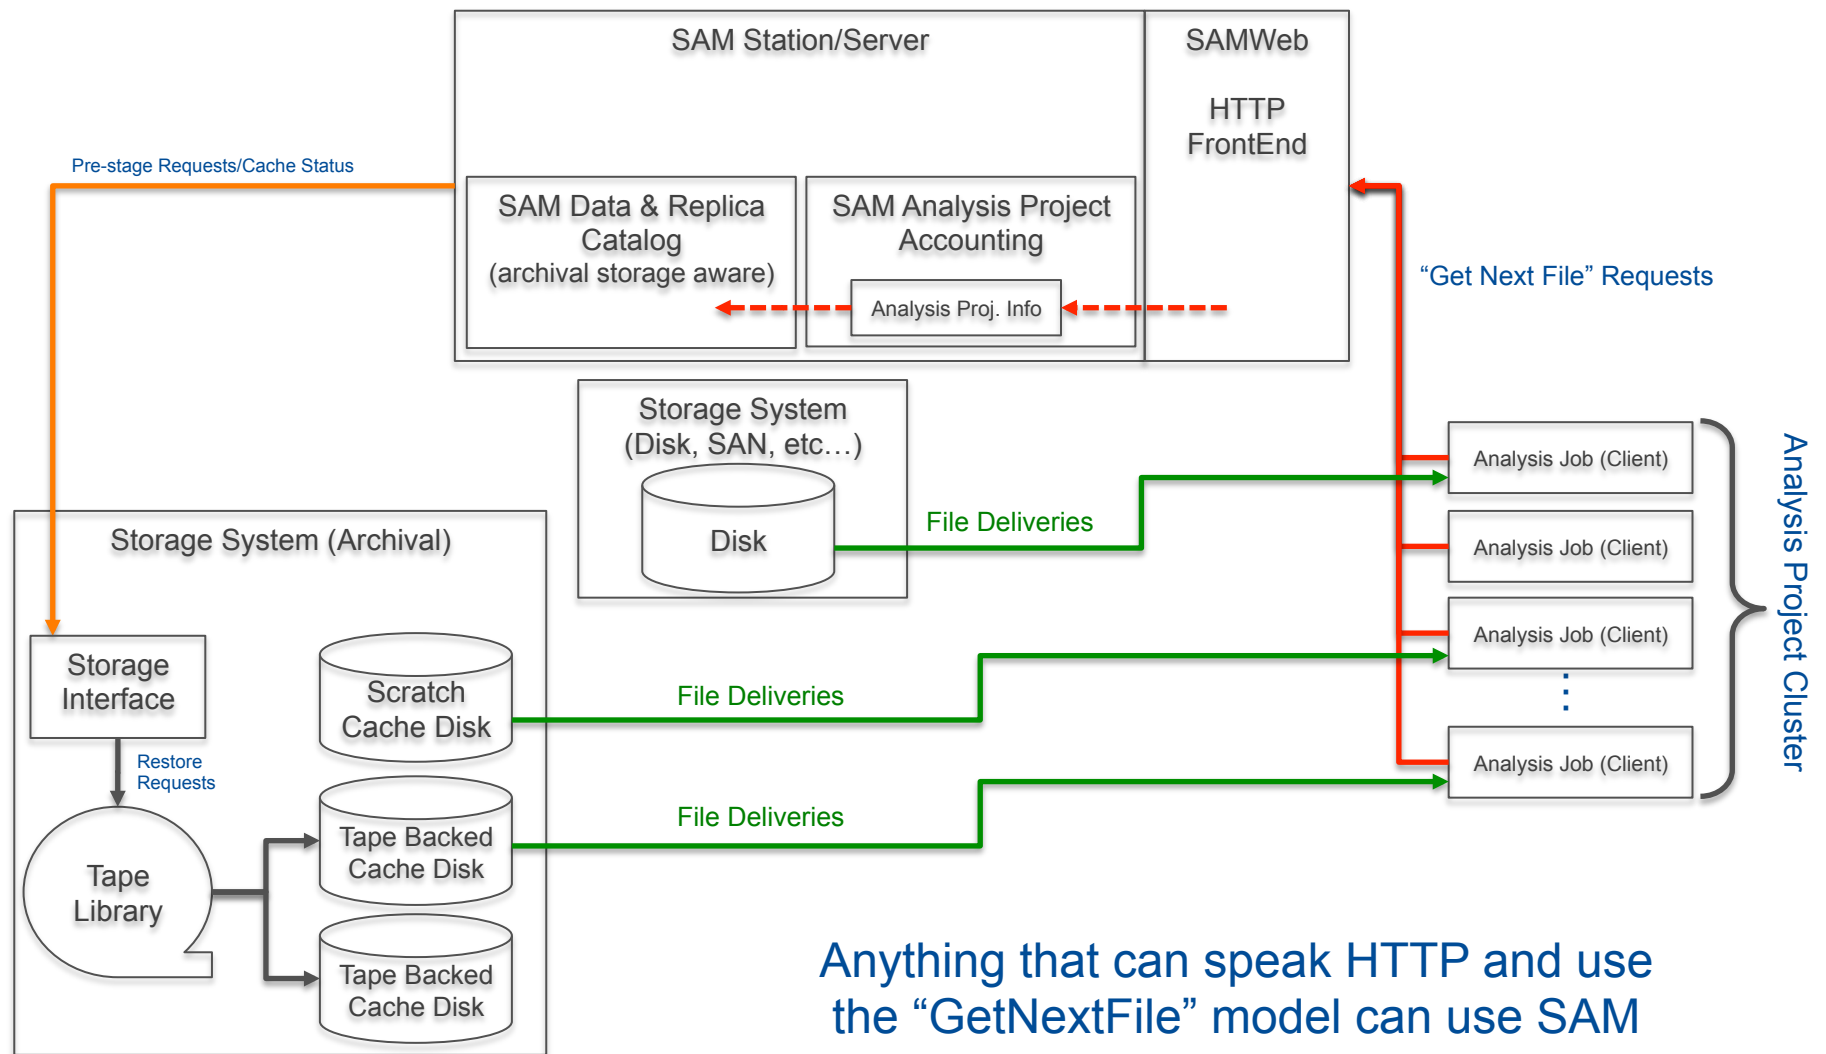 SAM Station/Server
SAMWeb
HTTP
FrontEnd
Pre-stage Requests/Cache Status
SAM Data & Replica
Catalog
(archival storage aware)
SAM Analysis Project
Accounting
Analysis Proj. Info
“Get Next File” Requests
Storage System
(Disk, SAN, etc…)
Disk
File Deliveries
Analysis Job (Client)
Analysis Job (Client)
Analysis Job (Client)
⋮
Analysis Job (Client)
Analysis Project Cluster
Storage System (Archival)
Storage
Interface
Restore
Requests
Tape
Library
Scratch
Cache Disk
File Deliveries
Tape Backed
Cache Disk
File Deliveries
Tape Backed
Cache Disk
Anything that can speak HTTP and use
the “GetNextFile” model can use SAM